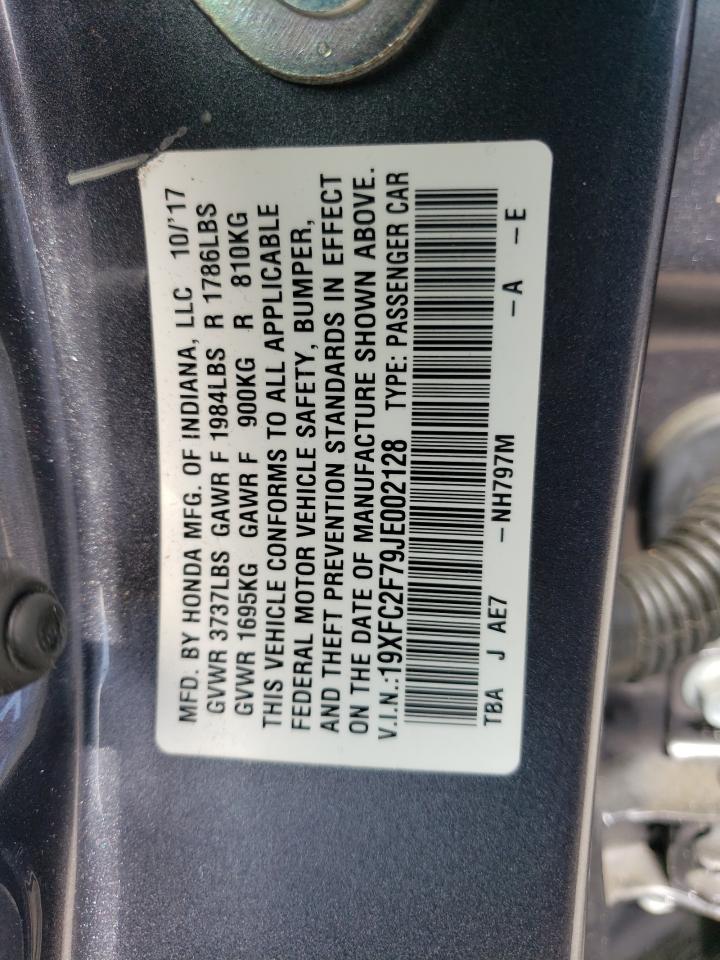 MFD. BY HONDA MFG. OF INDIANA, LLC 10/'17
GVWR 3737LBS GAWR F 1984LBS R 1786LBS
GVWR 1695KG GAWR F 900KG R 810KG
THIS VEHICLE CONFORMS TO ALL APPLICABLE
FEDERAL MOTOR VEHICLE SAFETY, BUMPER,
AND THEFT PREVENTION STANDARDS IN EFFECT
ON THE DATE OF MANUFACTURE SHOWN ABOVE.
V.I.N.:19XFC2F79JE002128 TYPE: PASSENGER CAR
TBA J AE7 -NH797M -A -E